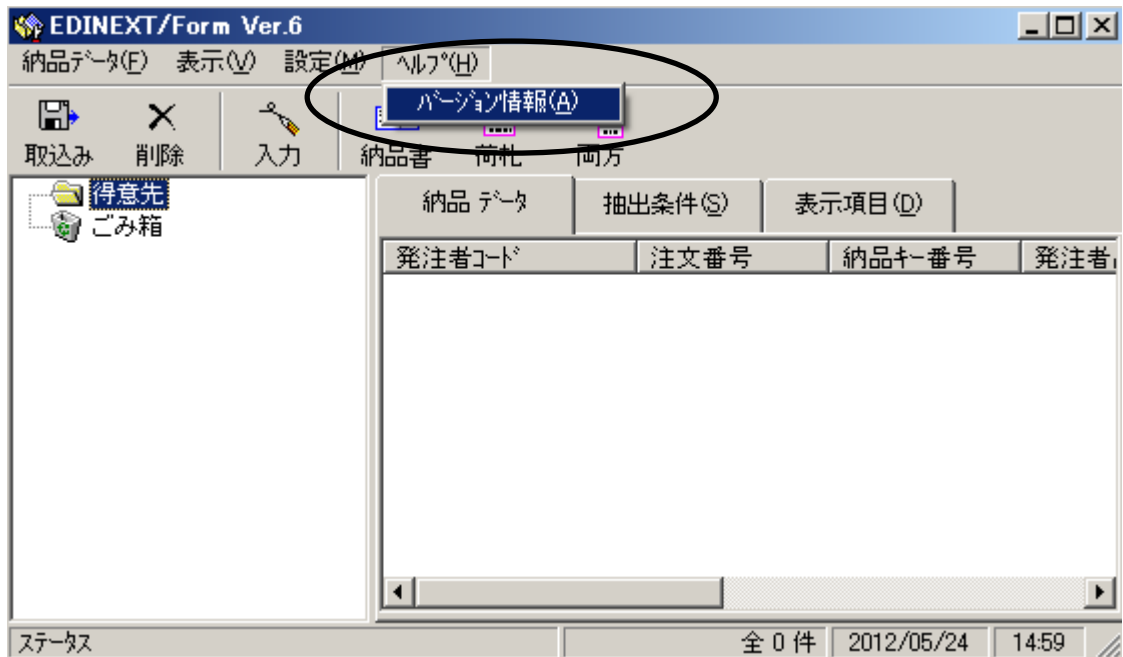 EDINEXT/Form Ver.6
納品ﾃﾞｰﾀ(F) 表示(V) 設定(M) ﾍﾙﾌﾟ(H)
ﾊﾞｰｼﾞｮﾝ情報(A)
取込み 削除 入力 納品書 荷札 両方
得意先
ごみ箱
納品 ﾃﾞｰﾀ 抽出条件(S) 表示項目(D)
発注者ｺｰﾄﾞ 注文番号 納品ｷｰ番号 発注者
ｽﾃｰﾀｽ 全 0 件 2012/05/24 14:59